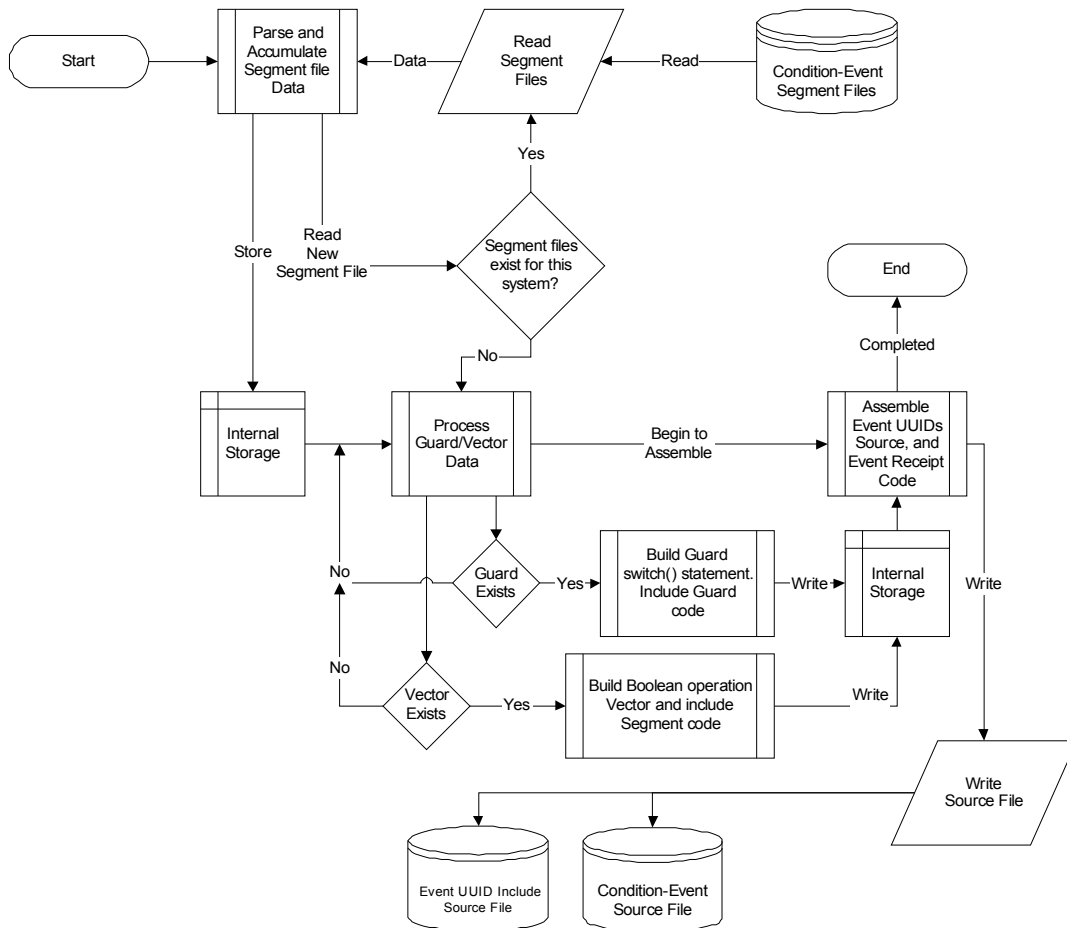 Start
Parse and
Accumulate
Segment file
Data
Data
Read
Segment
Files
Read
Condition-Event
Segment Files
Yes
Store
Read
New
Segment File
Segment files
exist for this
system?
End
No
Completed
Internal
Storage
Process
Guard/Vector
Data
Begin to
Assemble
Assemble
Event UUIDs
Source, and
Event Receipt
Code
No
Guard
Exists
Yes
Build Guard
switch() statement.
Include Guard
code
Write
Internal
Storage
Write
No
Vector
Exists
Yes
Build Boolean operation
Vector and include
Segment code
Write
Write
Source File
Event UUID Include
Source File
Condition-Event
Source File